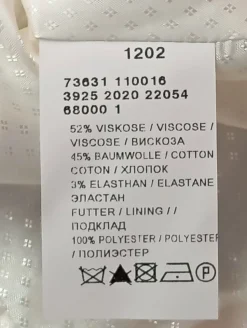 1202
73631 110016
3925 2020 22054
68000 1
52% VISKOSE / VISCOSE /
VISCOSE / ВИСКОЗА
45% BAUMWOLLE / COTTON
COTON / ХЛОПОК
3% ELASTHAN / ELASTANE
ЭЛАСТАН
FUTTER / LINING / /
ПОДКЛАД
100% POLYESTER / POLYESTER
/ ПОЛИЭСТЕР
P